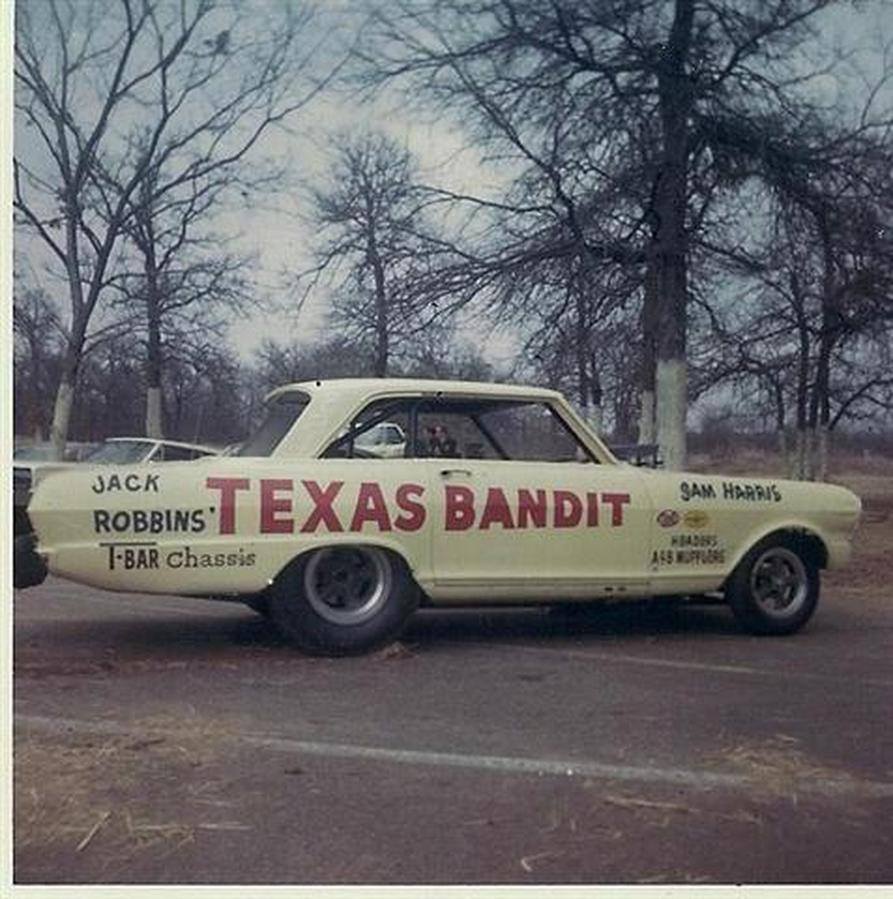 JACK
ROBBINS'
T-BAR chassis
TEXAS BANDIT
SAM HARRIS
HEADERS
A&B MUFFLERS